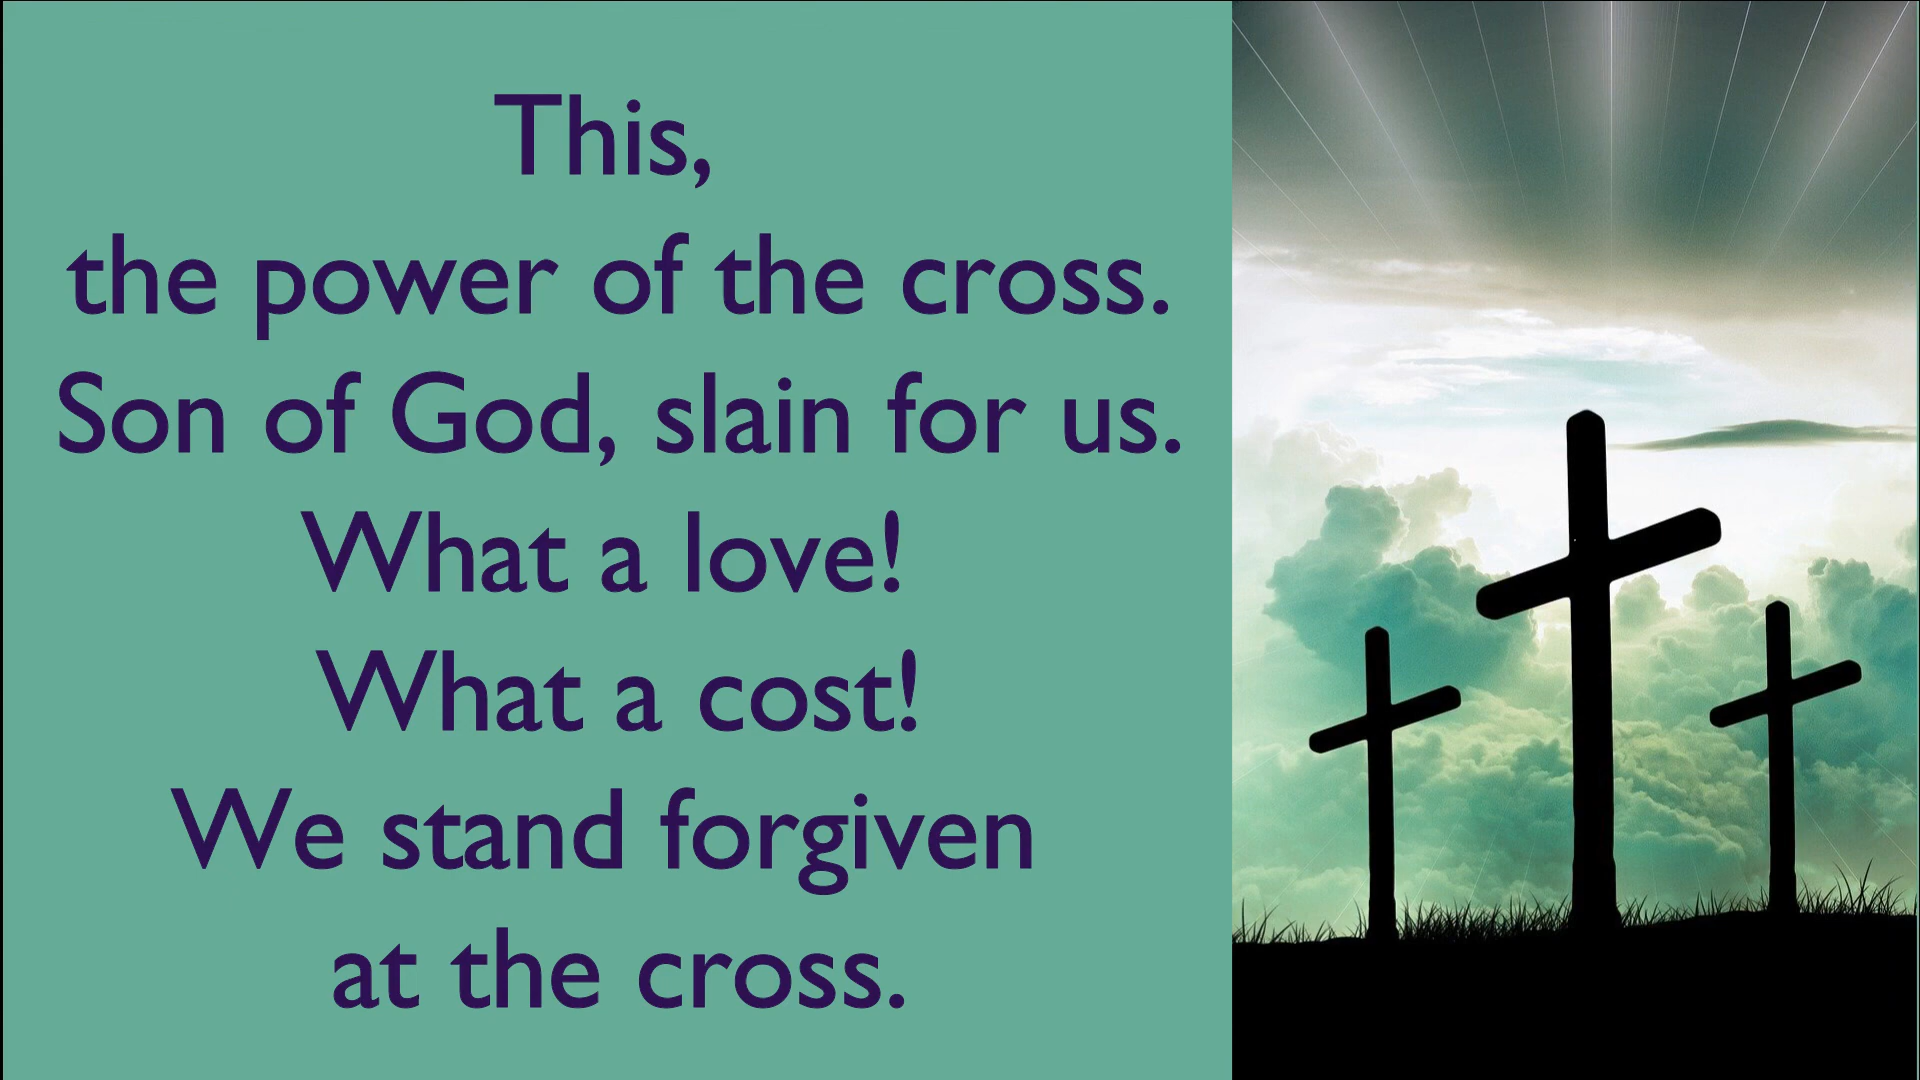 This,
the power of the cross.
Son of God, slain for us.
What a love!
What a cost!
We stand forgiven
at the cross.